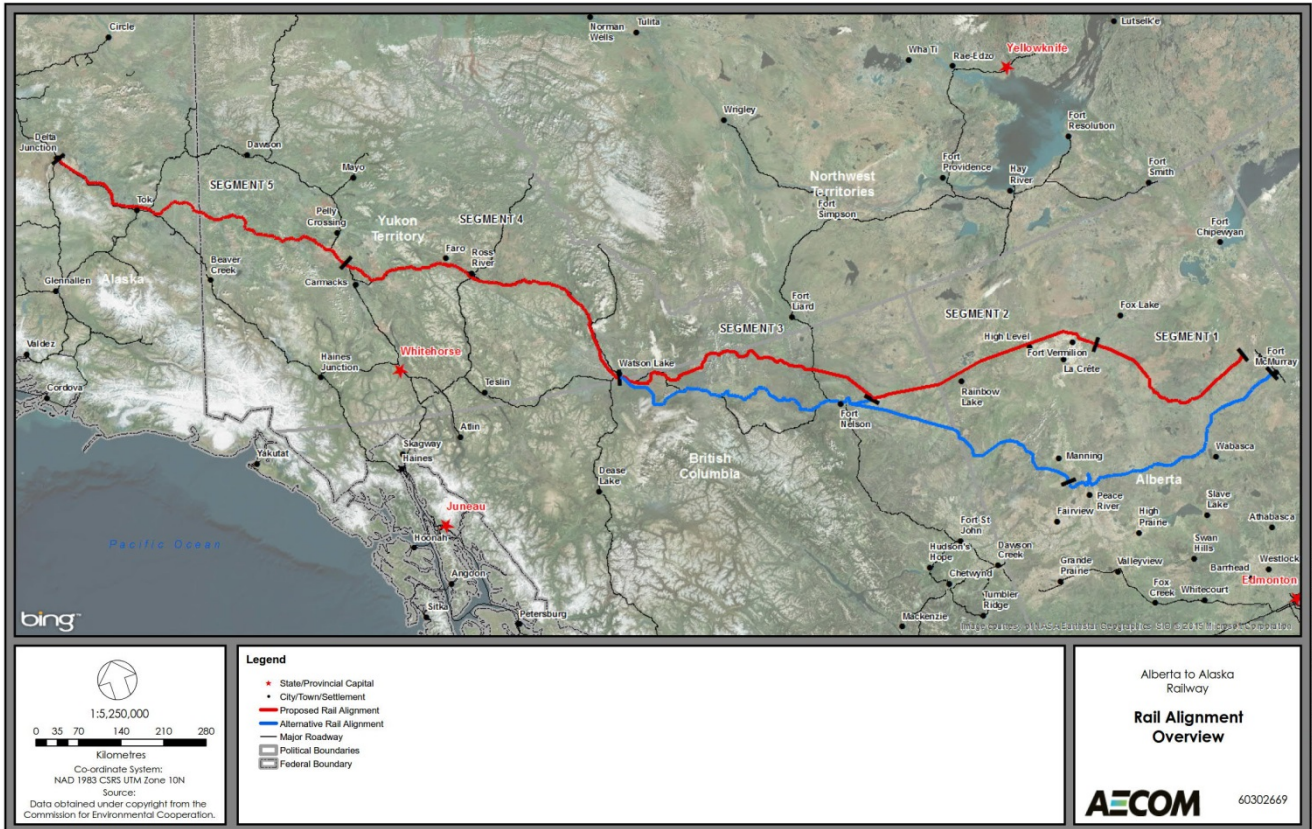 Circle
Norman
Wells
Tulita
Lutselk'e
Wha Ti
Rae-Edzo
Yellowknife
Wrigley
Fort
Resolution
Delta
Junction
Dawson
Mayo
SEGMENT 5
Fort
Providence
Hay
River
Fort
Smith
Northwest
Territories
Fort
Simpson
Tok
Pelly
Crossing
Yukon
Territory
SEGMENT 4
Fort
Chipewyan
Faro
Ross
River
Beaver
Creek
Alaska
Glennallen
Carmacks
Fort
Liard
SEGMENT 3
SEGMENT 2
Fox Lake
SEGMENT 1
High Level
Fort Vermilion
La Crête
Fort
McMurray
Valdez
Whitehorse
Haines
Junction
Watson Lake
Cordova
Teslin
Rainbow
Lake
Fort
Nelson
Atlin
Skagway
Haines
Yakutat
British
Columbia
Dease
Lake
Manning
Wabasca
Alberta
Peace
River
Fairview
High
Prairie
Slave
Lake
Athabasca
Juneau
Hoonah
Pacific Ocean
Fort St
John
Hudson's
Hope
Dawson
Creek
Chetwynd
Grande
Prairie
Valleyview
Swan
Hills
Westlock
Barrhead
Edmonton
Angdon
Sitka
Petersburg
Mackenzie
Tumbler
Ridge
Fox
Creek
Whitecourt
bing™
Legend
State/Provincial Capital
City/Town/Settlement
Proposed Rail Alignment
Alternative Rail Alignment
Major Roadway
Political Boundaries
Federal Boundary
1:5,250,000
0 35 70 140 210 280
Kilometres
Co-ordinate System:
NAD 1983 CSRS UTM Zone 10N
Source:
Data obtained under copyright from the
Commission for Environmental Cooperation.
Alberta to Alaska
Railway
Rail Alignment
Overview
AECOM
60302669